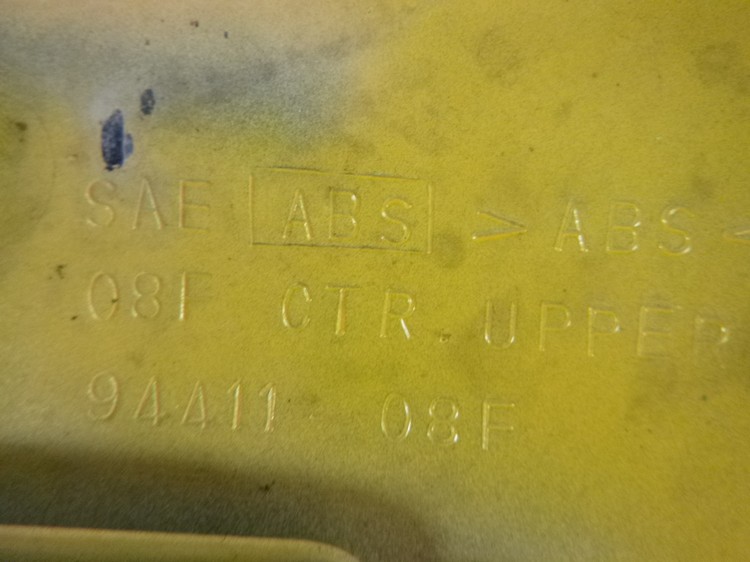 SAE ABS >ABS<
08F CTR. UPPER
94411-08F